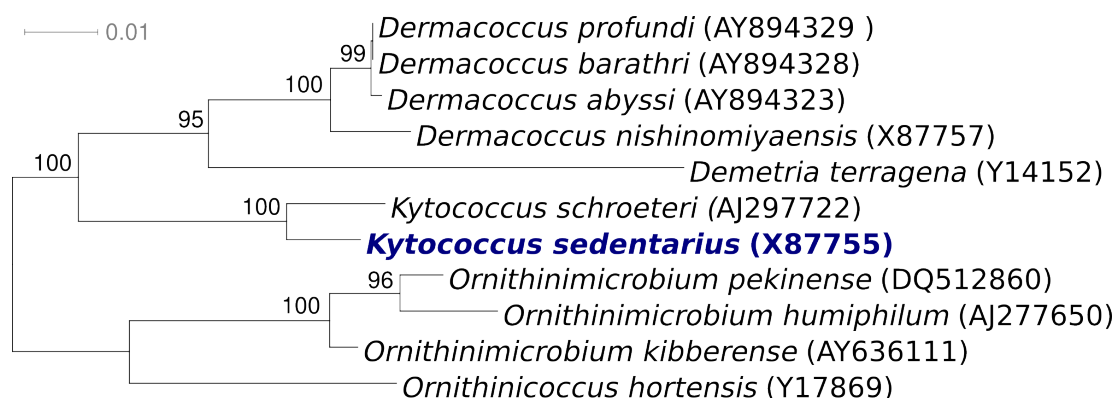 0.01
Dermacoccus profundi (AY894329 )
99
Dermacoccus barathri (AY894328)
100
Dermacoccus abyssi (AY894323)
95
Dermacoccus nishinomiyaensis (X87757)
100
Demetria terragena (Y14152)
100
Kytococcus schroeteri (AJ297722)
Kytococcus sedentarius (X87755)
96
Ornithinimicrobium pekinense (DQ512860)
100
Ornithinimicrobium humiphilum (AJ277650)
Ornithinimicrobium kibberense (AY636111)
Ornithinicoccus hortensis (Y17869)